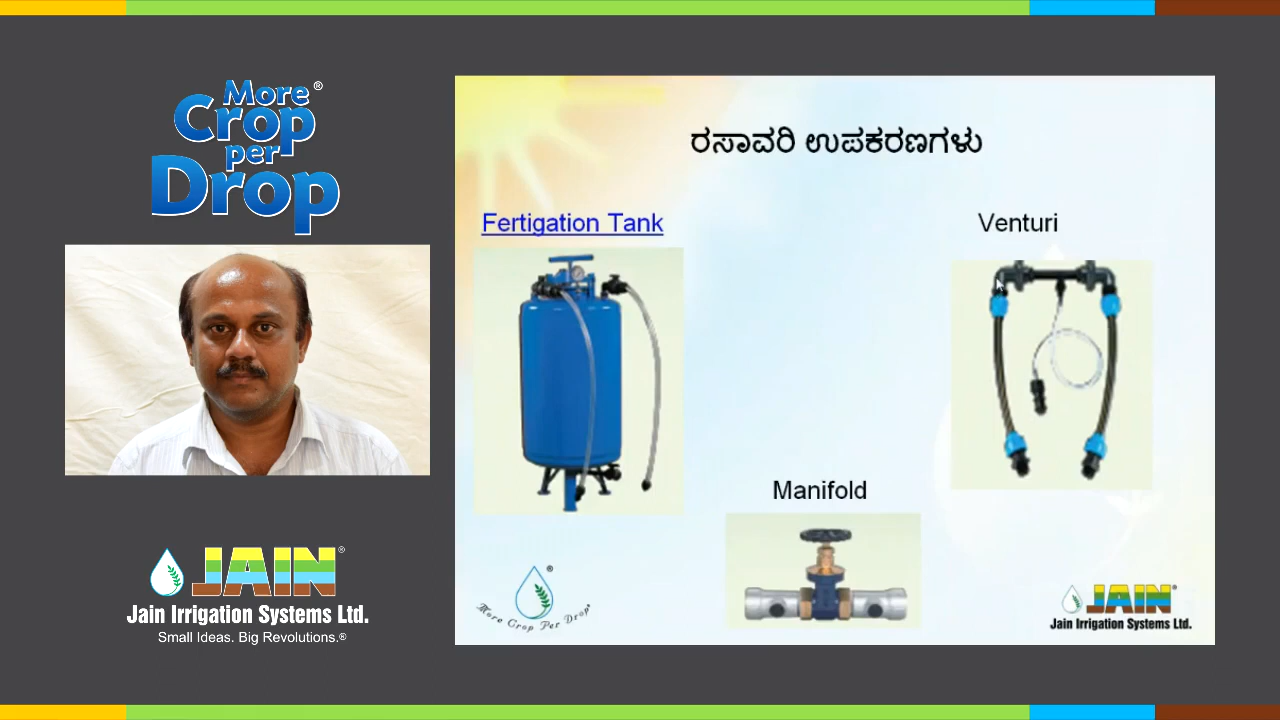 More®
Crop
per
Drop
JAIN®
Jain Irrigation Systems Ltd.
Small Ideas. Big Revolutions.®
ರಸಾವರಿ ಉಪಕರಣಗಳು
Fertigation Tank
Venturi
Manifold
®
More Crop Per Drop®
JAIN®
Jain Irrigation Systems Ltd.